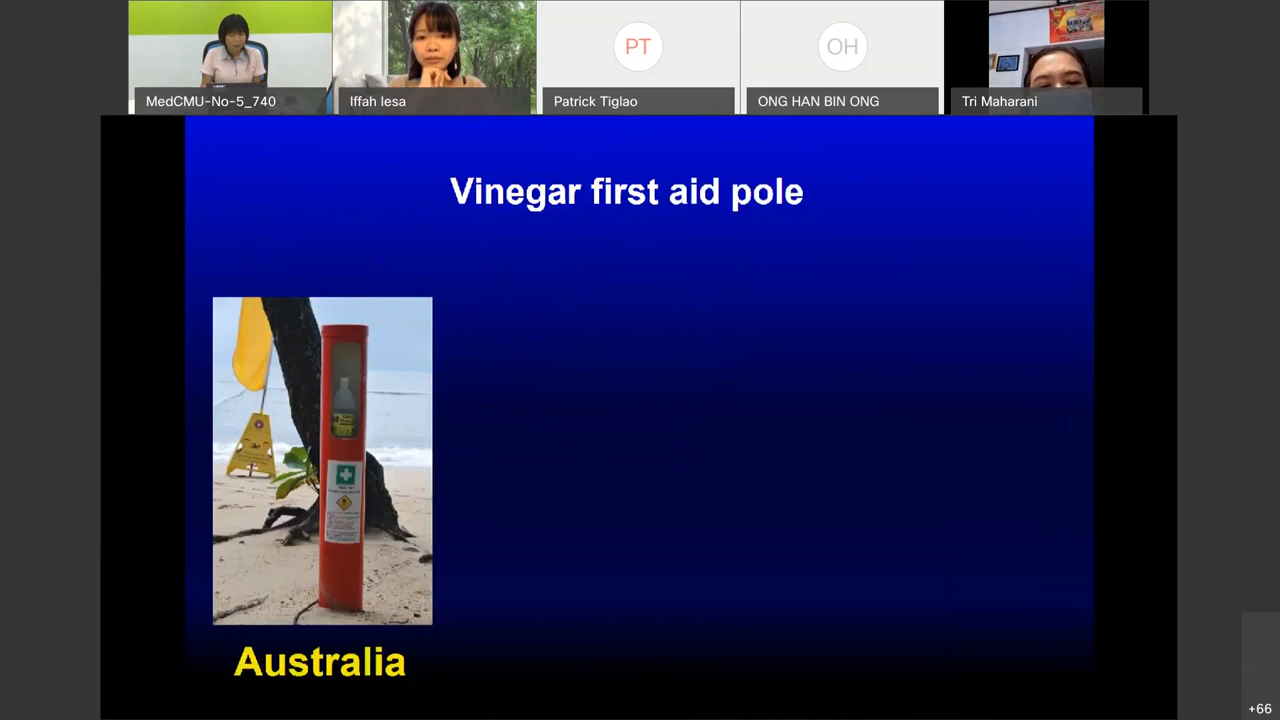 MedCMU-No-5_740
Iffah Iesa
PT
Patrick Tiglao
OH
ONG HAN BIN ONG
Tri Maharani
Vinegar first aid pole
Australia
+66